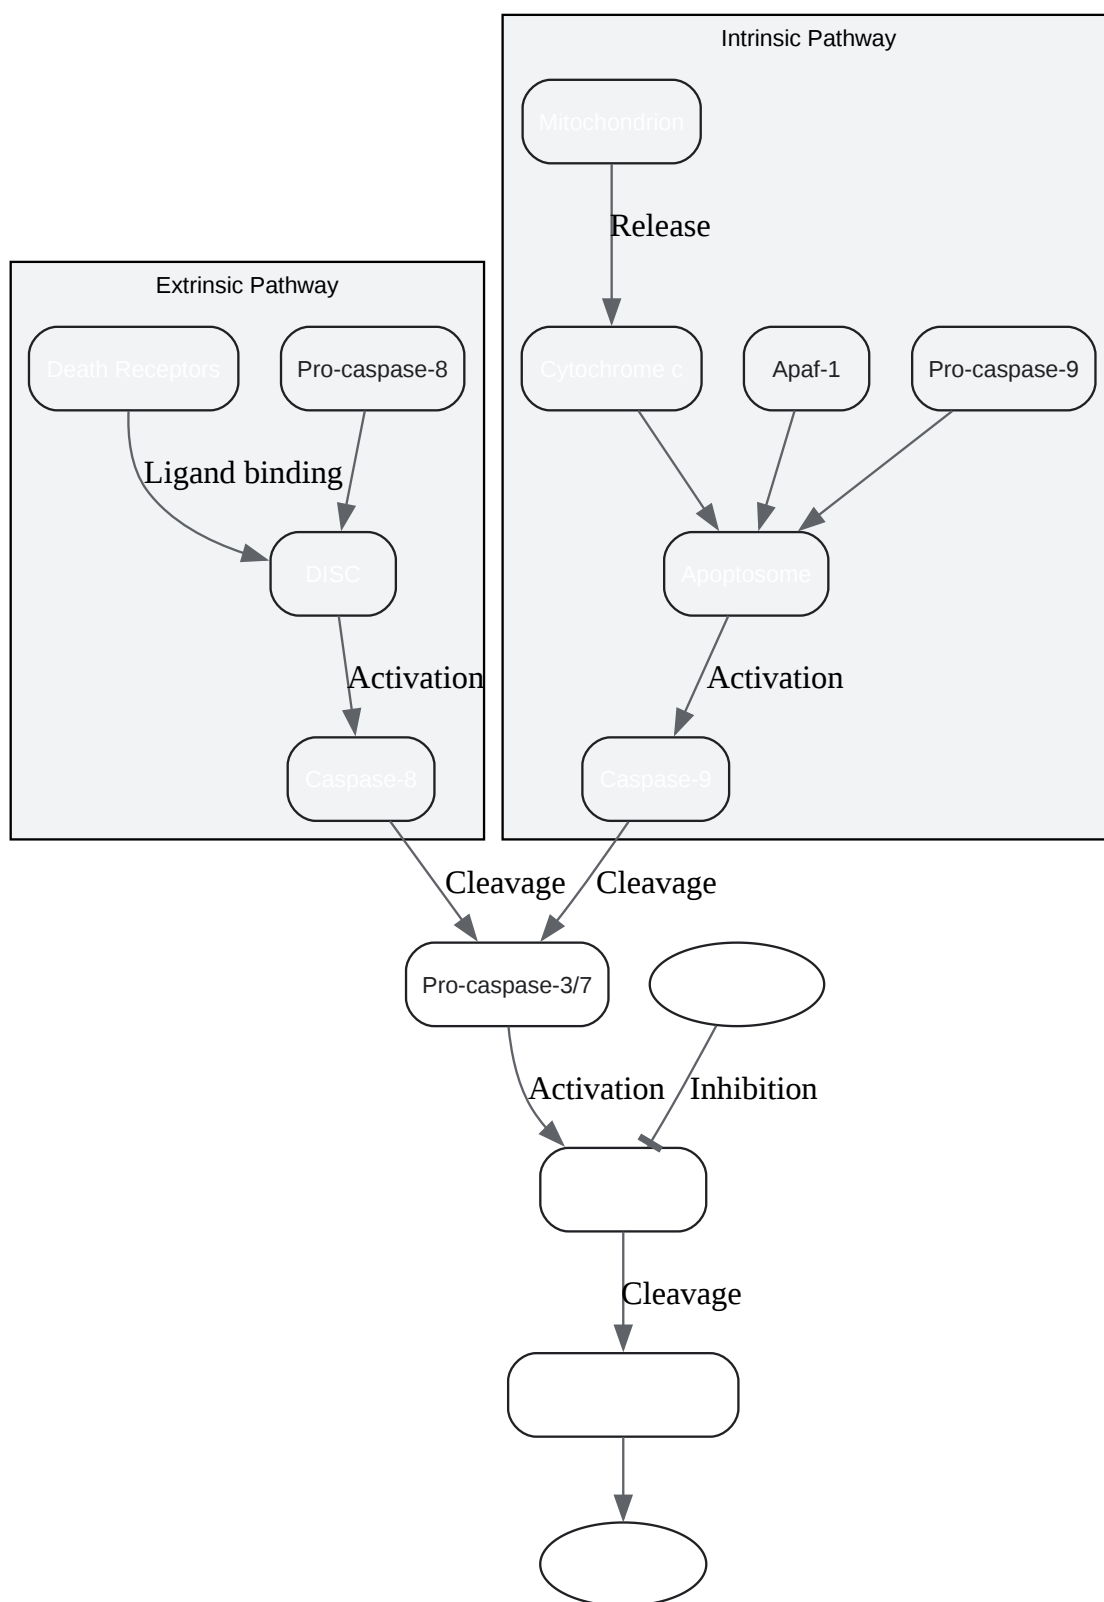 Intrinsic Pathway
Mitochondrion
Release
Extrinsic Pathway
Death Receptors
Pro-caspase-8
Cytochrome c
Apaf-1
Pro-caspase-9
Ligand binding
DISC
Apoptosome
Activation
Activation
Caspase-8
Caspase-9
Cleavage
Cleavage
Pro-caspase-3/7
Activation
Inhibition
Cleavage